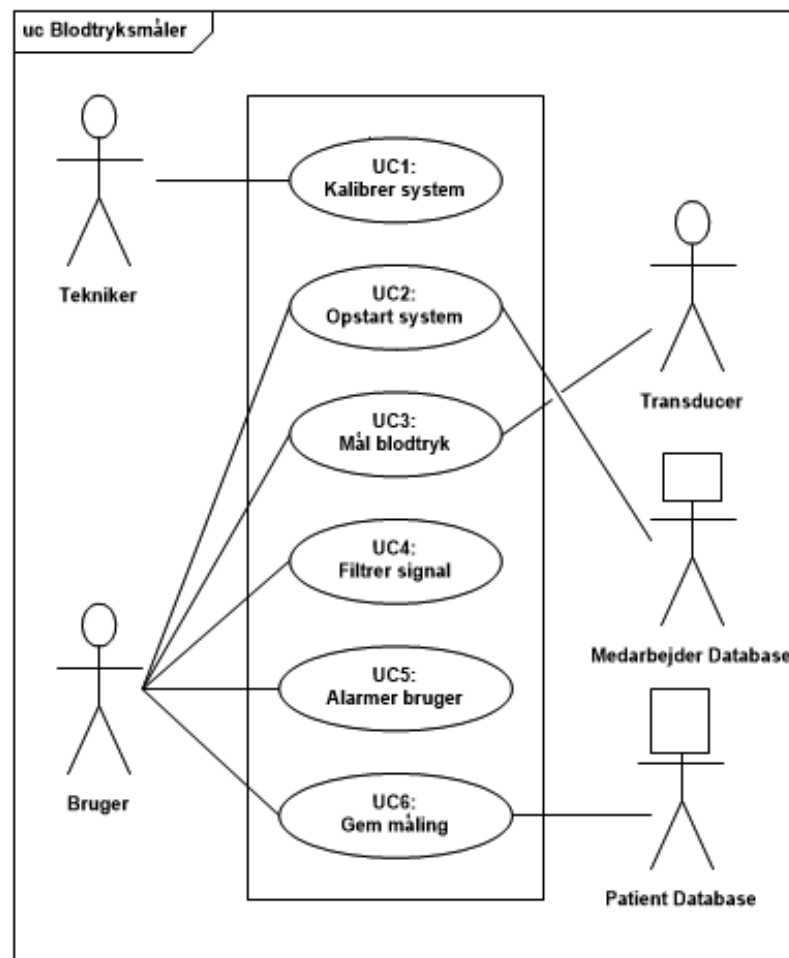 uc Blodtryksmåler
UC1:
Kalibrer system
Tekniker
UC2:
Opstart system
Transducer
UC3:
Mål blodtryk
UC4:
Filtrer signal
Medarbejder Database
UC5:
Alarmer bruger
Bruger
UC6:
Gem måling
Patient Database